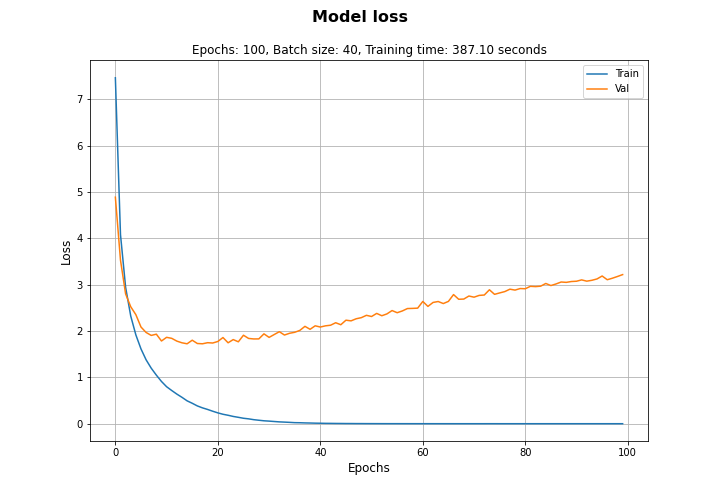 Model loss
Epochs: 100, Batch size: 40, Training time: 387.10 seconds
Train
Val
7
6
5
4
3
2
1
0
Loss
0 20 40 60 80 100
Epochs